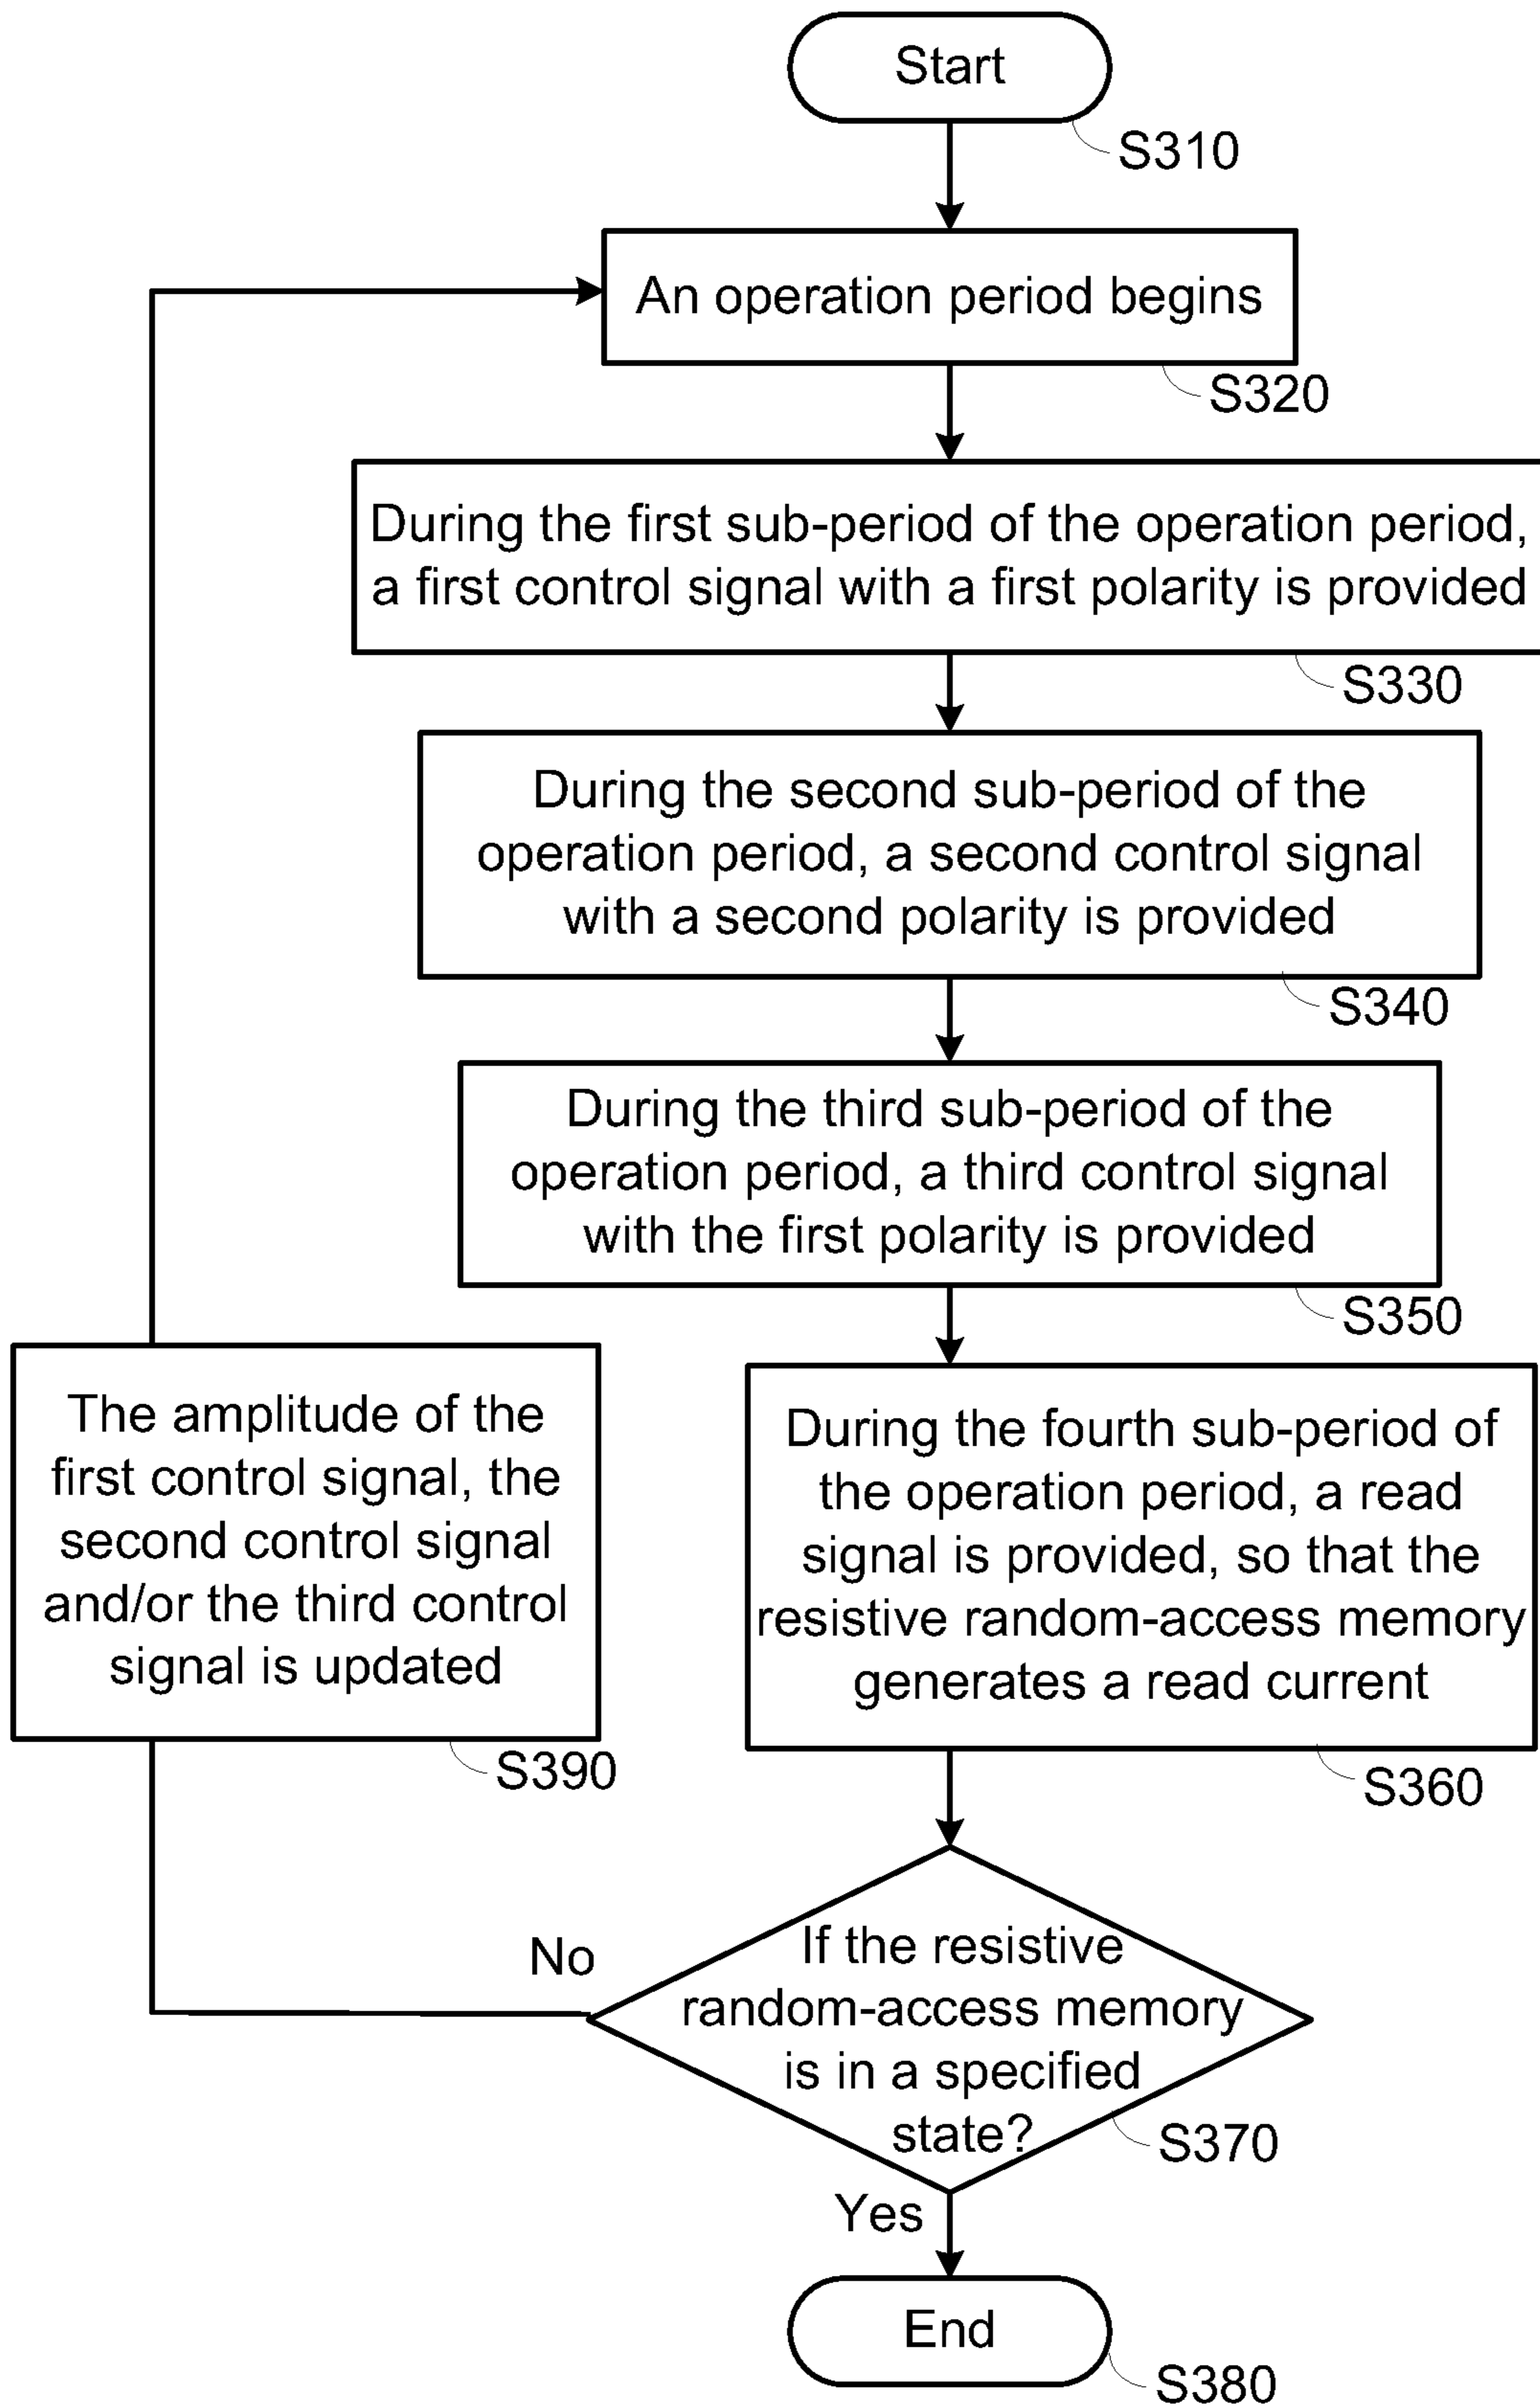 Start
S310
An operation period begins
S320
During the first sub-period of the operation period,
a first control signal with a first polarity is provided
S330
During the second sub-period of the
operation period, a second control signal
with a second polarity is provided
S340
During the third sub-period of the
operation period, a third control signal
with the first polarity is provided
S350
During the fourth sub-period of
the operation period, a read
signal is provided, so that the
resistive random-access memory
generates a read current
S360
If the resistive
random-access memory
is in a specified
state?
S370
No
The amplitude of the
first control signal, the
second control signal
and/or the third control
signal is updated
S390
Yes
End
S380